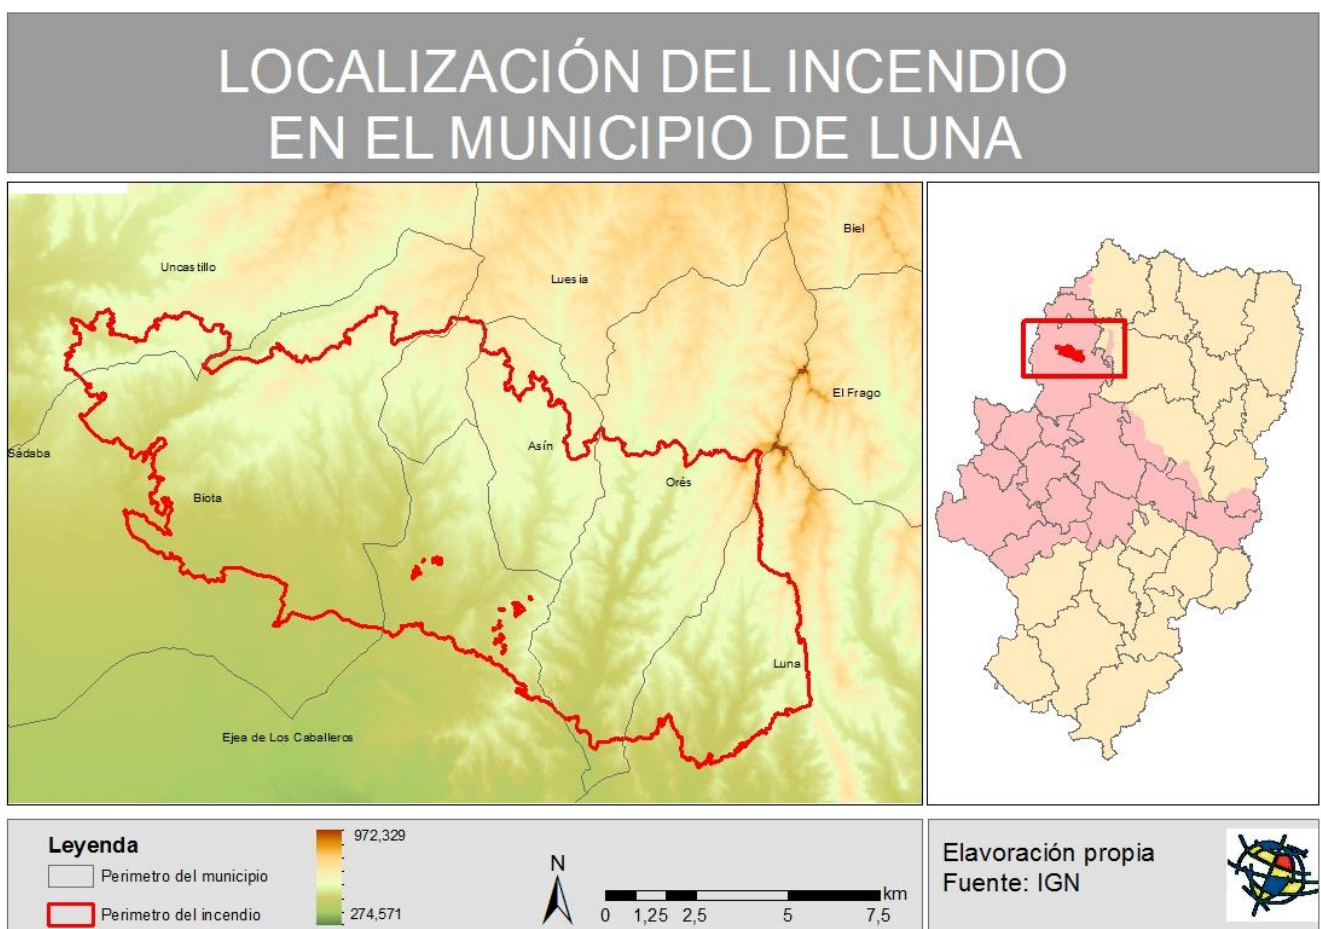 LOCALIZACIÓN DEL INCENDIO
EN EL MUNICIPIO DE LUNA
Biel
Uncastillo
Luesia
El Frago
Asín
Sádaba
Orés
Biota
Luna
Ejea de Los Caballeros
Leyenda
Perimetro del municipio
Perimetro del incendio
972,329
274,571
N
km
0 1,25 2,5 5 7,5
Elavoración propia
Fuente: IGN